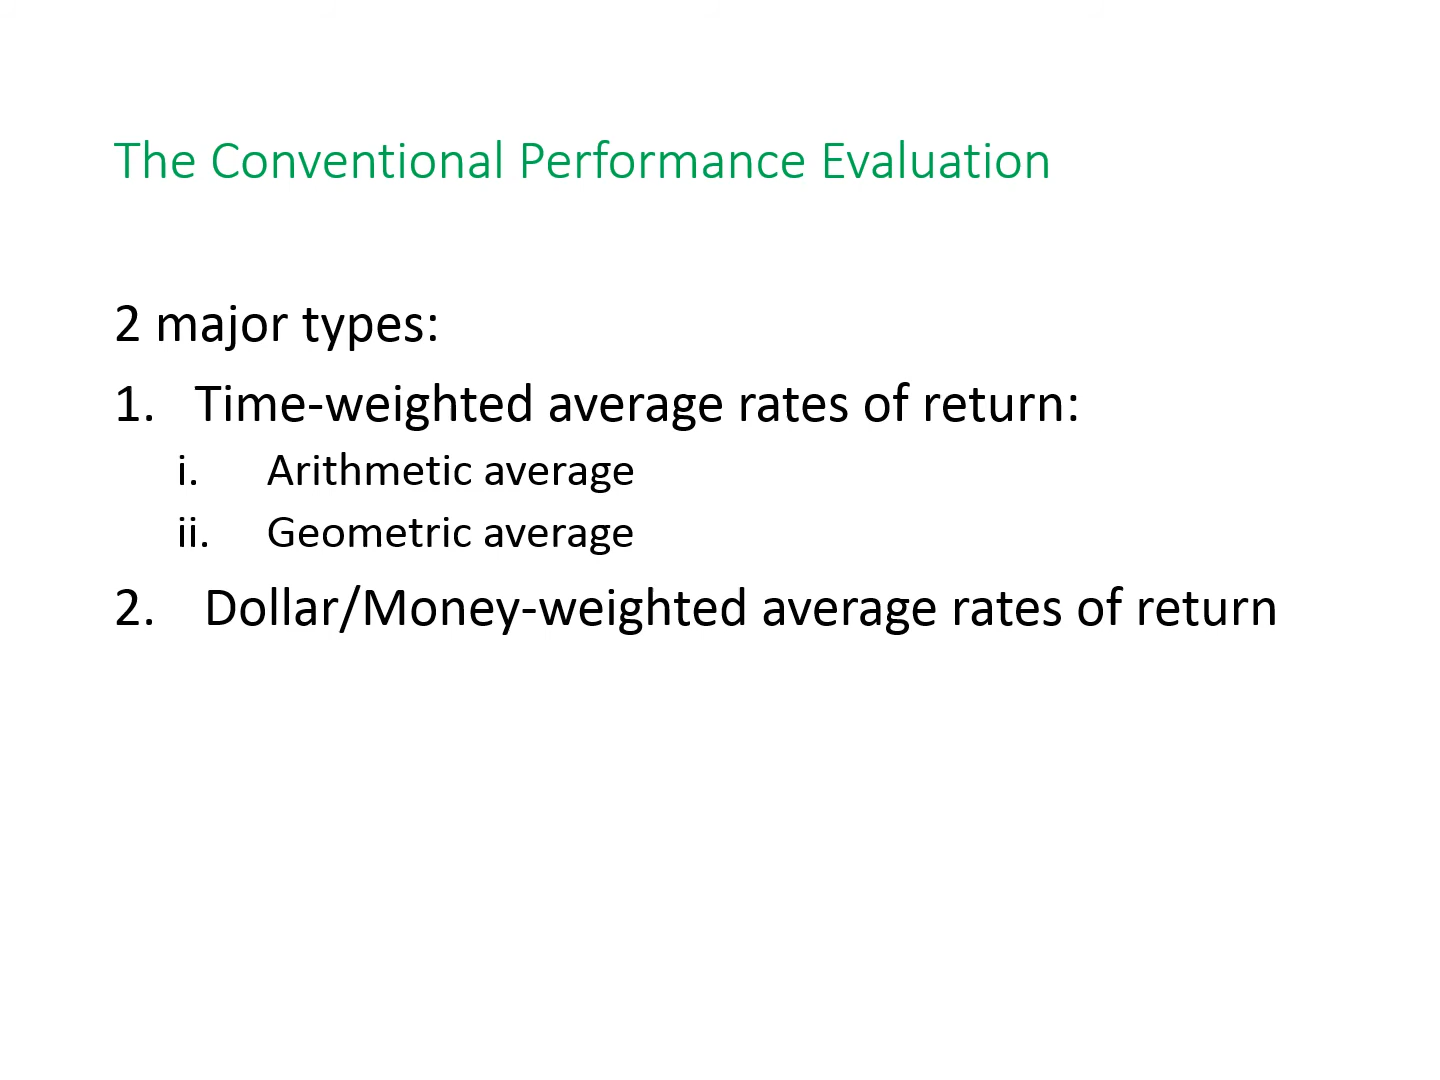 The Conventional Performance Evaluation
2 major types:
1. Time-weighted average rates of return:
i. Arithmetic average
ii. Geometric average
2. Dollar/Money-weighted average rates of return